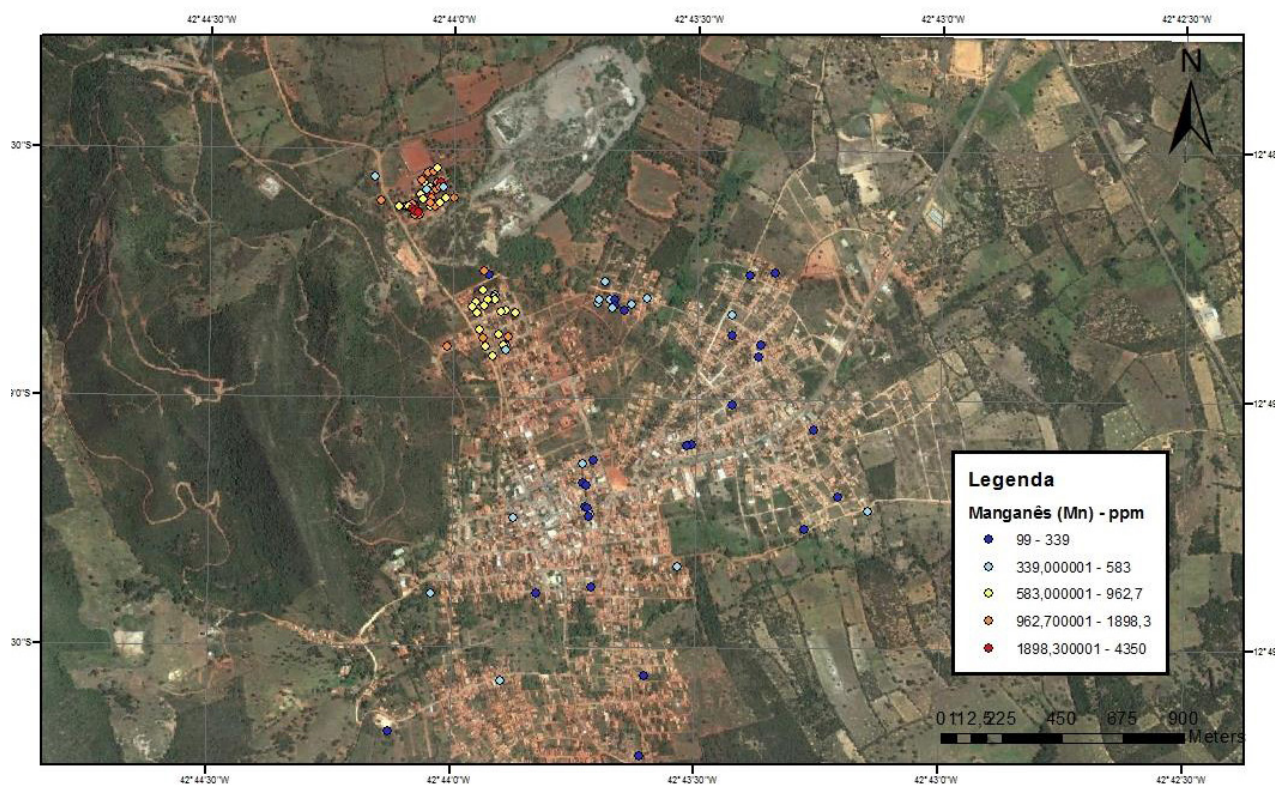 42°44'30"W 42°44'0"W 42°43'30"W 42°43'0"W 42°42'30"W
N
30"S 12°48
0"S 12°49
Legenda
Manganês (Mn) - ppm
99 - 339
339,000001 - 583
583,000001 - 962,7
962,700001 - 1898,3
1898,300001 - 4350
30"S 12°49
0112,5225 450 675 900
Meters
42°44'30"W 42°44'0"W 42°43'30"W 42°43'0"W 42°42'30"W